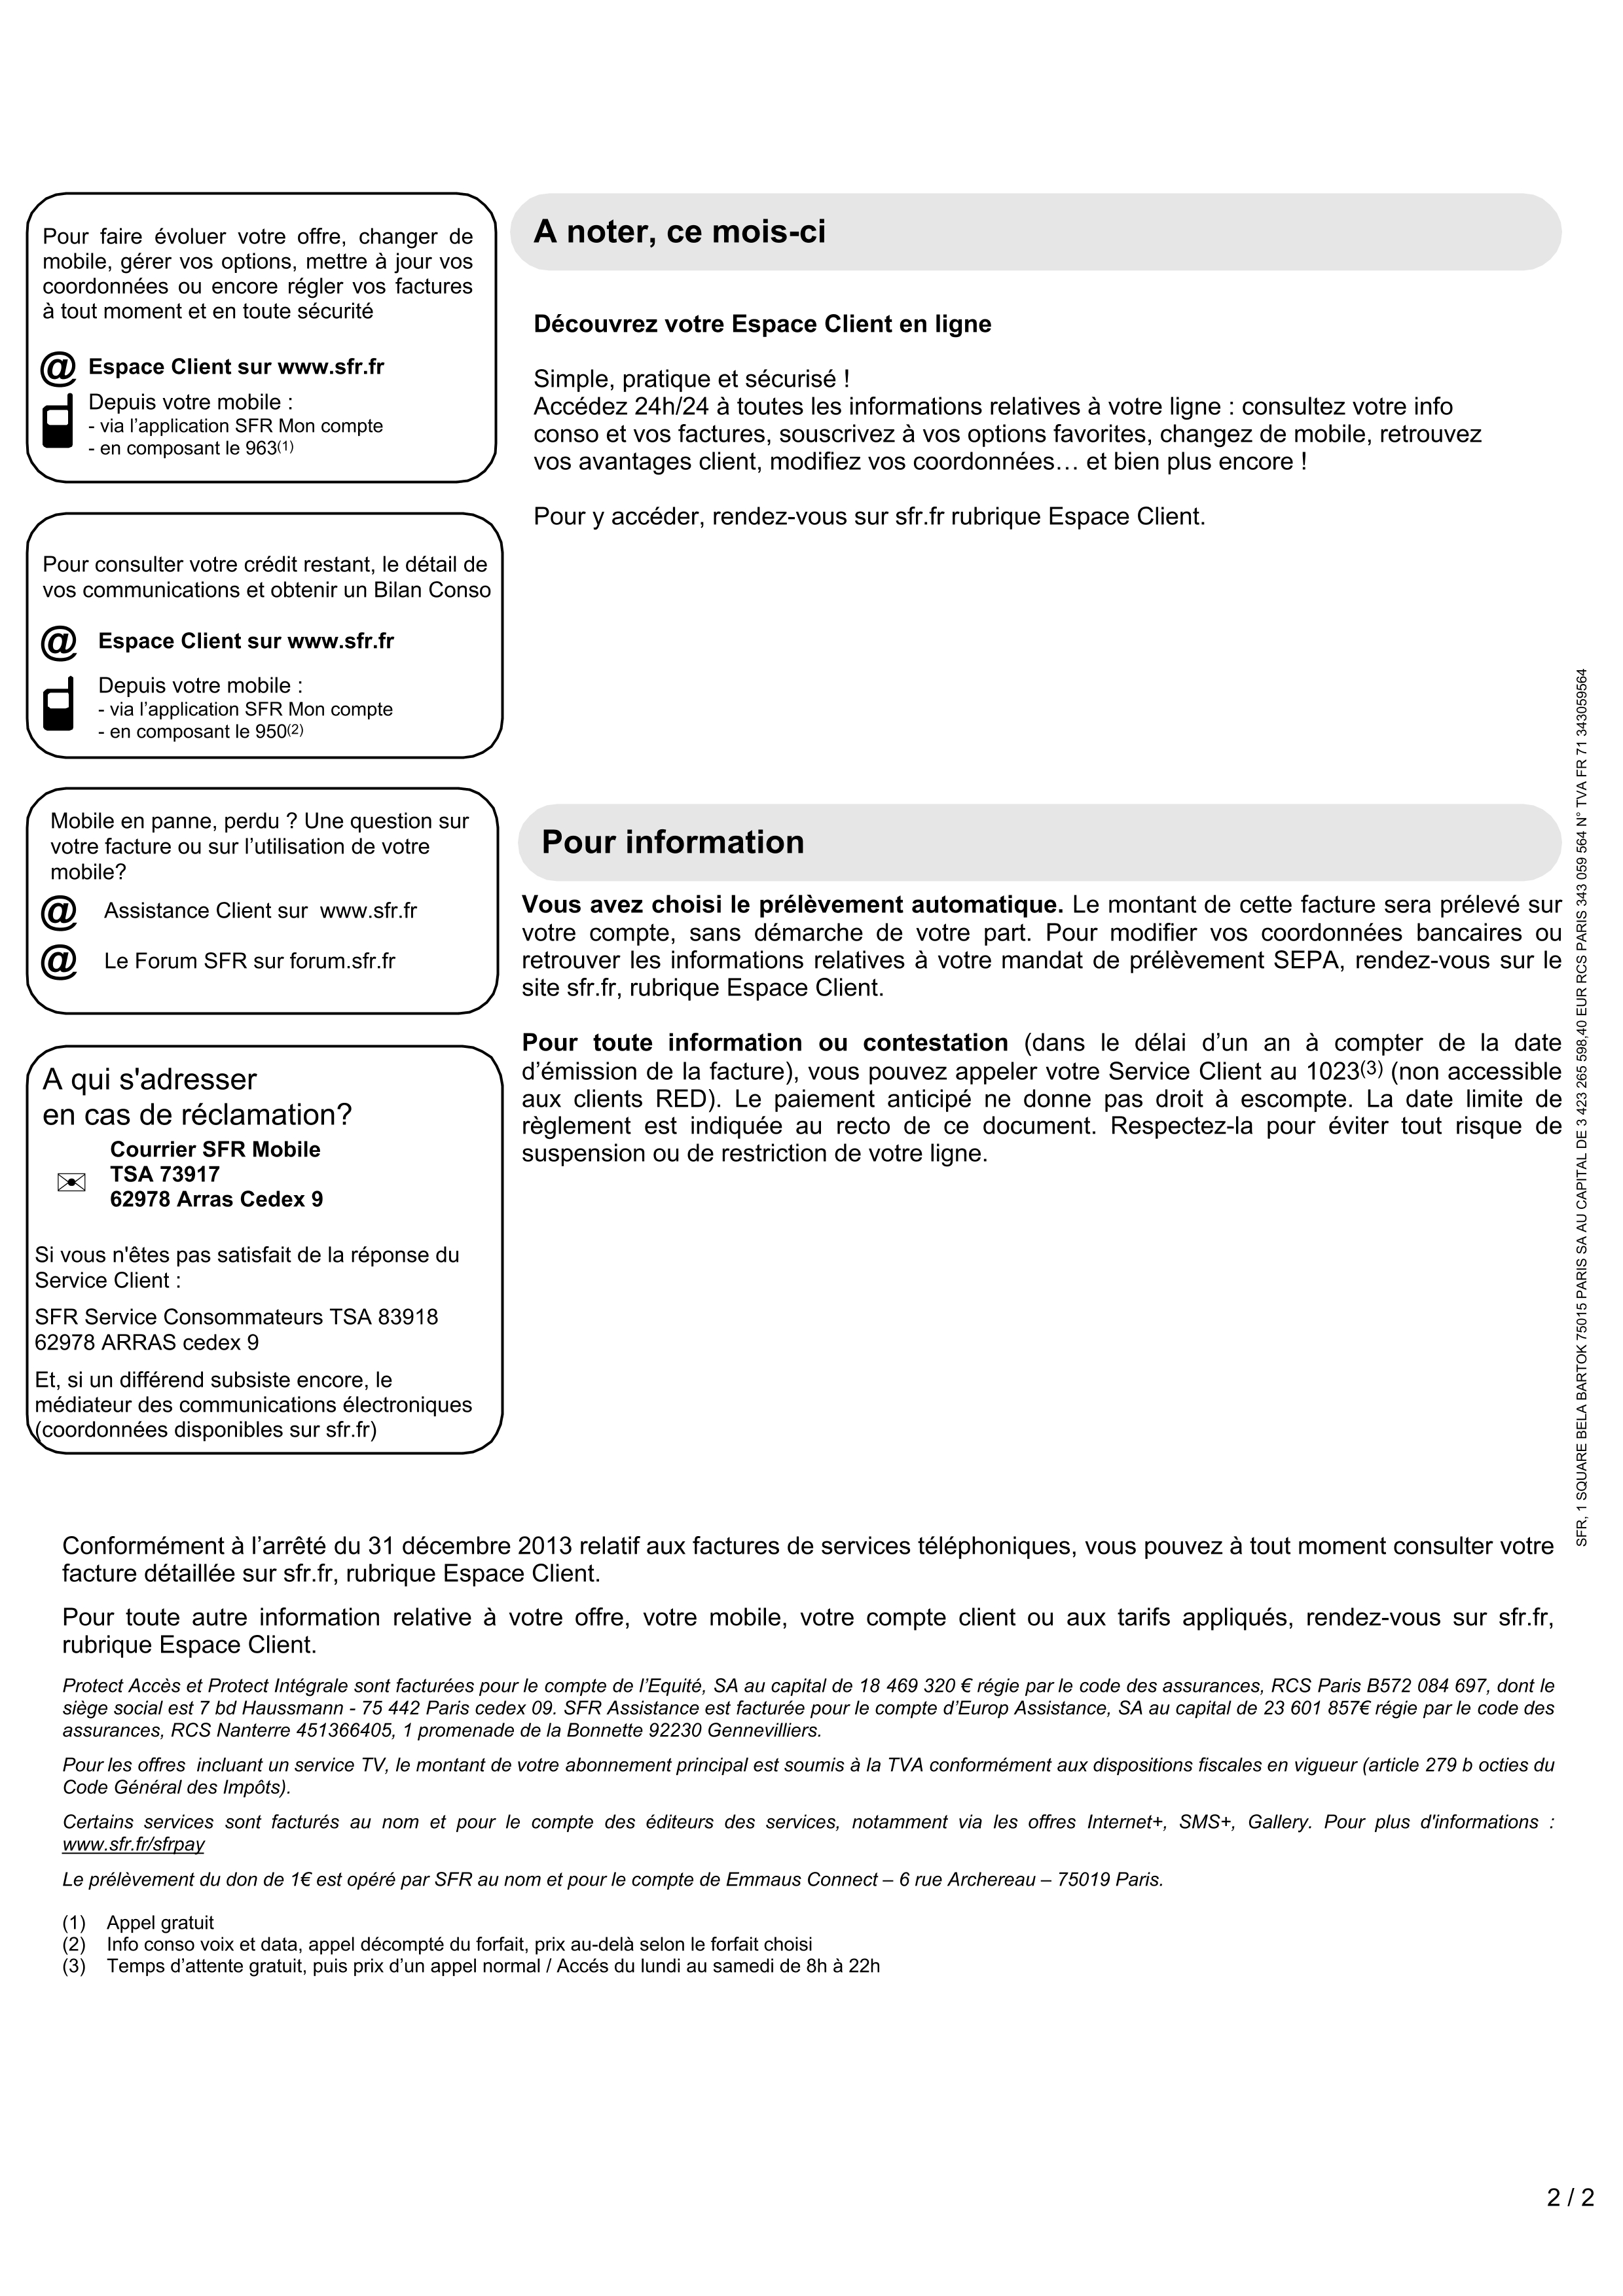 Pour faire évoluer votre offre, changer de
mobile, gérer vos options, mettre à jour vos
coordonnées ou encore régler vos factures
à tout moment et en toute sécurité
@ Espace Client sur www.sfr.fr
Depuis votre mobile :
- via l’application SFR Mon compte
- en composant le 963(1)
Pour consulter votre crédit restant, le détail de
vos communications et obtenir un Bilan Conso
@ Espace Client sur www.sfr.fr
Depuis votre mobile :
- via l’application SFR Mon compte
- en composant le 950(2)
Mobile en panne, perdu ? Une question sur
votre facture ou sur l’utilisation de votre
mobile?
@ Assistance Client sur www.sfr.fr
@ Le Forum SFR sur forum.sfr.fr
A qui s'adresser
en cas de réclamation?
Courrier SFR Mobile
TSA 73917
62978 Arras Cedex 9
Si vous n'êtes pas satisfait de la réponse du
Service Client :
SFR Service Consommateurs TSA 83918
62978 ARRAS cedex 9
Et, si un différend subsiste encore, le
médiateur des communications électroniques
(coordonnées disponibles sur sfr.fr)
A noter, ce mois-ci
Découvrez votre Espace Client en ligne
Simple, pratique et sécurisé !
Accédez 24h/24 à toutes les informations relatives à votre ligne : consultez votre info
conso et vos factures, souscrivez à vos options favorites, changez de mobile, retrouvez
vos avantages client, modifiez vos coordonnées… et bien plus encore !
Pour y accéder, rendez-vous sur sfr.fr rubrique Espace Client.
Pour information
Vous avez choisi le prélèvement automatique. Le montant de cette facture sera prélevé sur
votre compte, sans démarche de votre part. Pour modifier vos coordonnées bancaires ou
retrouver les informations relatives à votre mandat de prélèvement SEPA, rendez-vous sur le
site sfr.fr, rubrique Espace Client.
Pour toute information ou contestation (dans le délai d’un an à compter de la date
d’émission de la facture), vous pouvez appeler votre Service Client au 1023(3) (non accessible
aux clients RED). Le paiement anticipé ne donne pas droit à escompte. La date limite de
règlement est indiquée au recto de ce document. Respectez-la pour éviter tout risque de
suspension ou de restriction de votre ligne.
SFR, 1 SQUARE BELA BARTOK 75015 PARIS SA AU CAPITAL DE 3 423 265 598,40 EUR RCS PARIS 343 059 564 N° TVA FR 71 343059564
Conformément à l’arrêté du 31 décembre 2013 relatif aux factures de services téléphoniques, vous pouvez à tout moment consulter votre
facture détaillée sur sfr.fr, rubrique Espace Client.
Pour toute autre information relative à votre offre, votre mobile, votre compte client ou aux tarifs appliqués, rendez-vous sur sfr.fr,
rubrique Espace Client.
Protect Accès et Protect Intégrale sont facturées pour le compte de l’Equité, SA au capital de 18 469 320 € régie par le code des assurances, RCS Paris B572 084 697, dont le
siège social est 7 bd Haussmann - 75 442 Paris cedex 09. SFR Assistance est facturée pour le compte d’Europ Assistance, SA au capital de 23 601 857€ régie par le code des
assurances, RCS Nanterre 451366405, 1 promenade de la Bonnette 92230 Gennevilliers.
Pour les offres incluant un service TV, le montant de votre abonnement principal est soumis à la TVA conformément aux dispositions fiscales en vigueur (article 279 b octies du
Code Général des Impôts).
Certains services sont facturés au nom et pour le compte des éditeurs des services, notamment via les offres Internet+, SMS+, Gallery. Pour plus d'informations :
www.sfr.fr/sfrpay
Le prélèvement du don de 1€ est opéré par SFR au nom et pour le compte de Emmaus Connect – 6 rue Archereau – 75019 Paris.
(1) Appel gratuit
(2) Info conso voix et data, appel décompté du forfait, prix au-delà selon le forfait choisi
(3) Temps d’attente gratuit, puis prix d’un appel normal / Accés du lundi au samedi de 8h à 22h
2 / 2